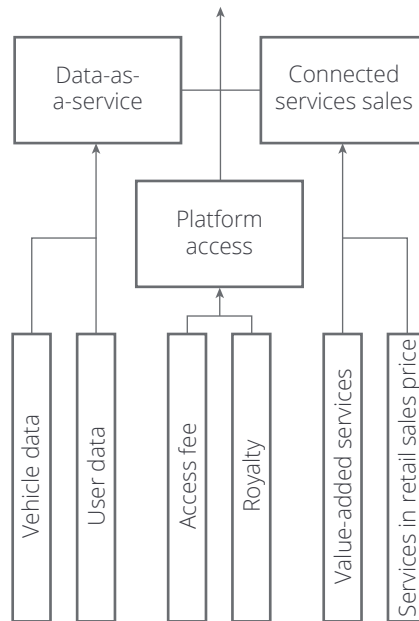 Data-as-
a-service
Connected
services sales
Platform
access
Vehicle data
User data
Access fee
Royalty
Value-added services
Services in retail sales price